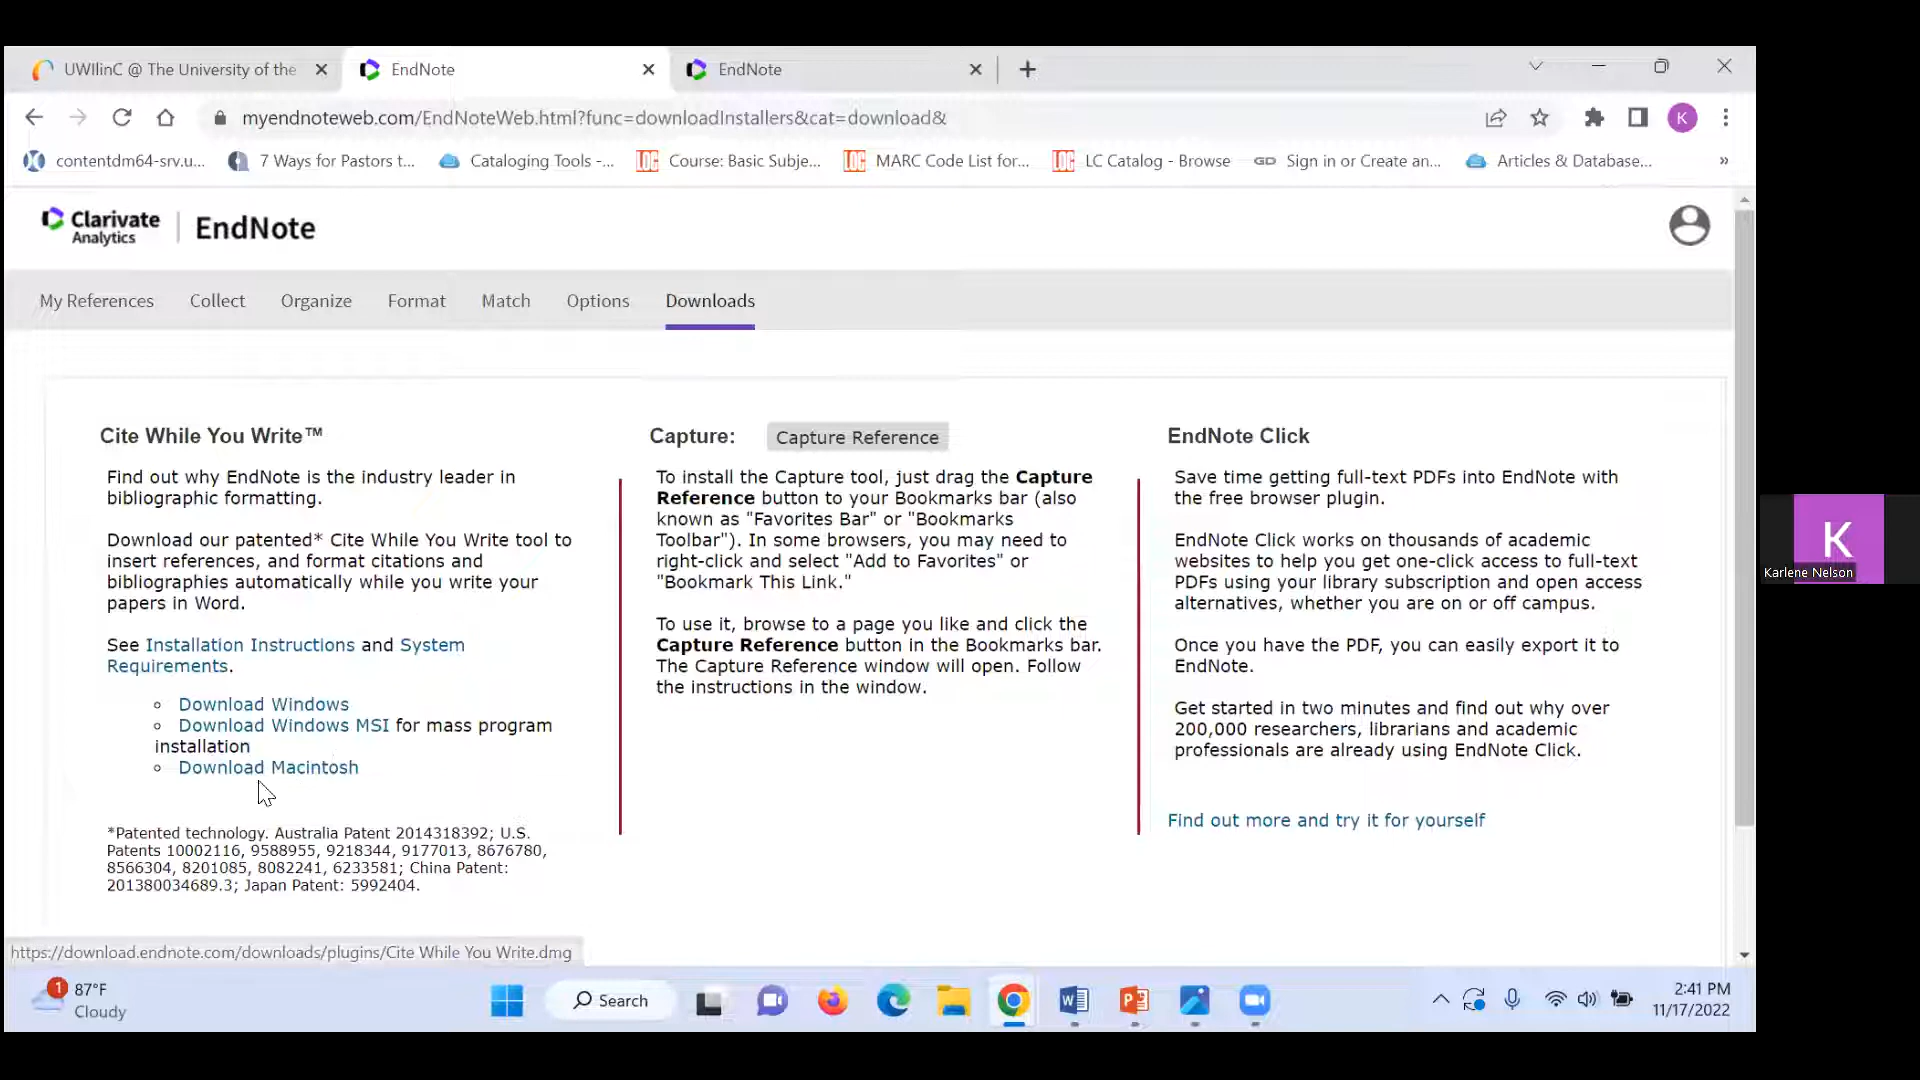 UWIlinC @ The University of the
EndNote
EndNote
myendnoteweb.com/EndNoteWeb.html?func=downloadInstallers&cat=download&
K
contentdm64-srv.u...
7 Ways for Pastors t...
Cataloging Tools -...
Course: Basic Subje...
MARC Code List for...
LC Catalog - Browse
GD
Sign in or Create an...
Articles & Database...
»
Clarivate
Analytics
EndNote
My References
Collect
Organize
Format
Match
Options
Downloads
Cite While You Write™
Find out why EndNote is the industry leader in
bibliographic formatting.
Download our patented* Cite While You Write tool to
insert references, and format citations and
bibliographies automatically while you write your
papers in Word.
See Installation Instructions and System
Requirements.
Download Windows
Download Windows MSI for mass program
installation
Download Macintosh
*Patented technology. Australia Patent 2014318392; U.S.
Patents 10002116, 9588955, 9218344, 9177013, 8676780,
8566304, 8201085, 8082241, 6233581; China Patent:
201380034689.3; Japan Patent: 5992404.
Capture:
Capture Reference
To install the Capture tool, just drag the Capture
Reference button to your Bookmarks bar (also
known as "Favorites Bar" or "Bookmarks
Toolbar"). In some browsers, you may need to
right-click and select "Add to Favorites" or
"Bookmark This Link."
To use it, browse to a page you like and click the
Capture Reference button in the Bookmarks bar.
The Capture Reference window will open. Follow
the instructions in the window.
EndNote Click
Save time getting full-text PDFs into EndNote with
the free browser plugin.
EndNote Click works on thousands of academic
websites to help you get one-click access to full-text
PDFs using your library subscription and open access
alternatives, whether you are on or off campus.
Once you have the PDF, you can easily export it to
EndNote.
Get started in two minutes and find out why over
200,000 researchers, librarians and academic
professionals are already using EndNote Click.
Find out more and try it for yourself
K
Karlene Nelson
https://download.endnote.com/downloads/plugins/Cite While You Write.dmg
1
87°F
Cloudy
Search
2:41 PM
11/17/2022